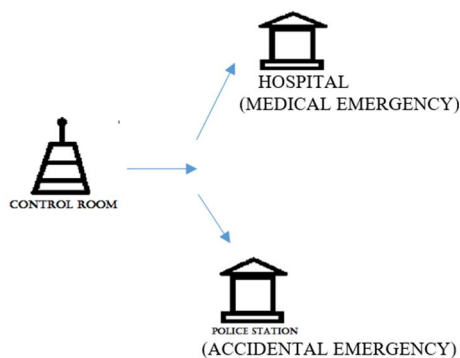 HOSPITAL
(MEDICAL EMERGENCY)
CONTROL ROOM
POLICE STATION
(ACCIDENTAL EMERGENCY)